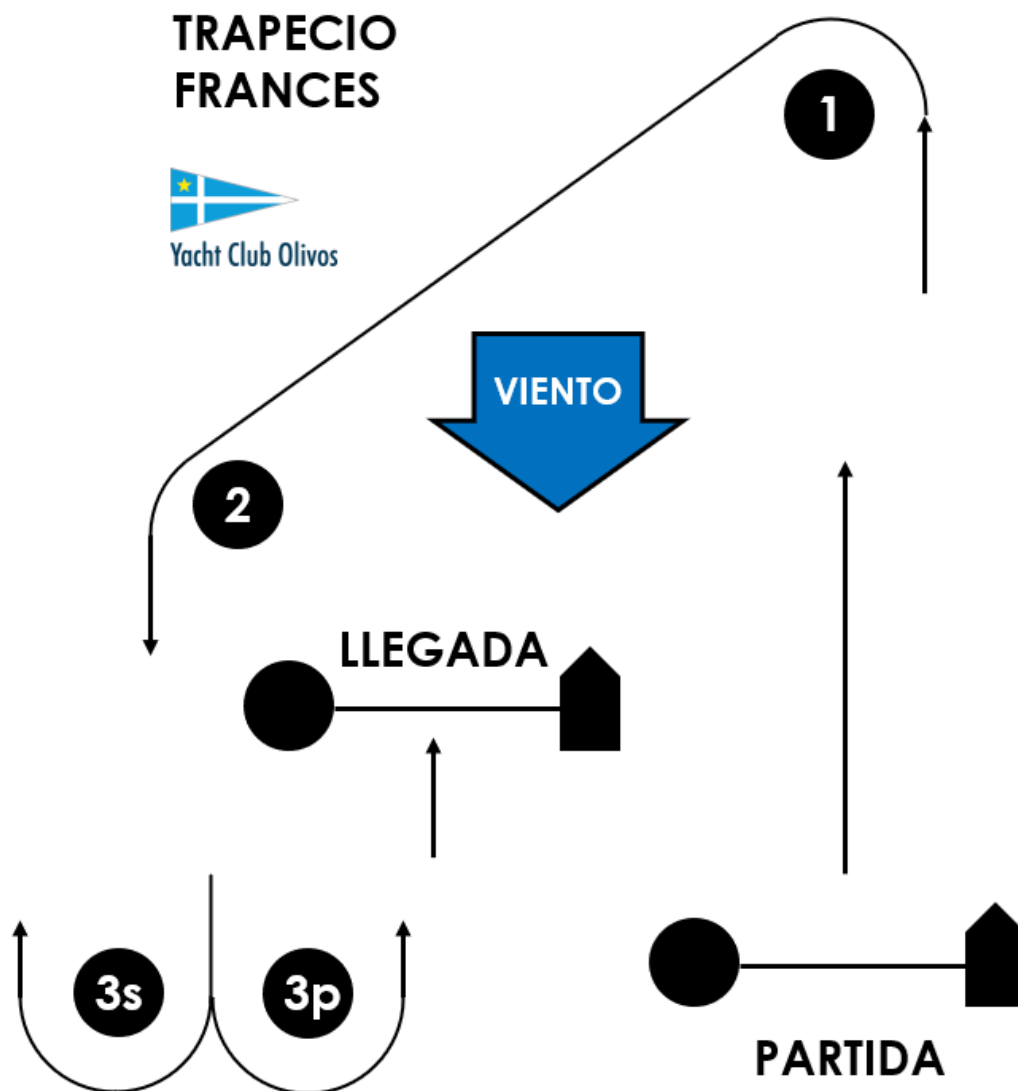 TRAPECIO
FRANCES
1
Yacht Club Olivos
VIENTO
2
LLEGADA
3s
3p
PARTIDA